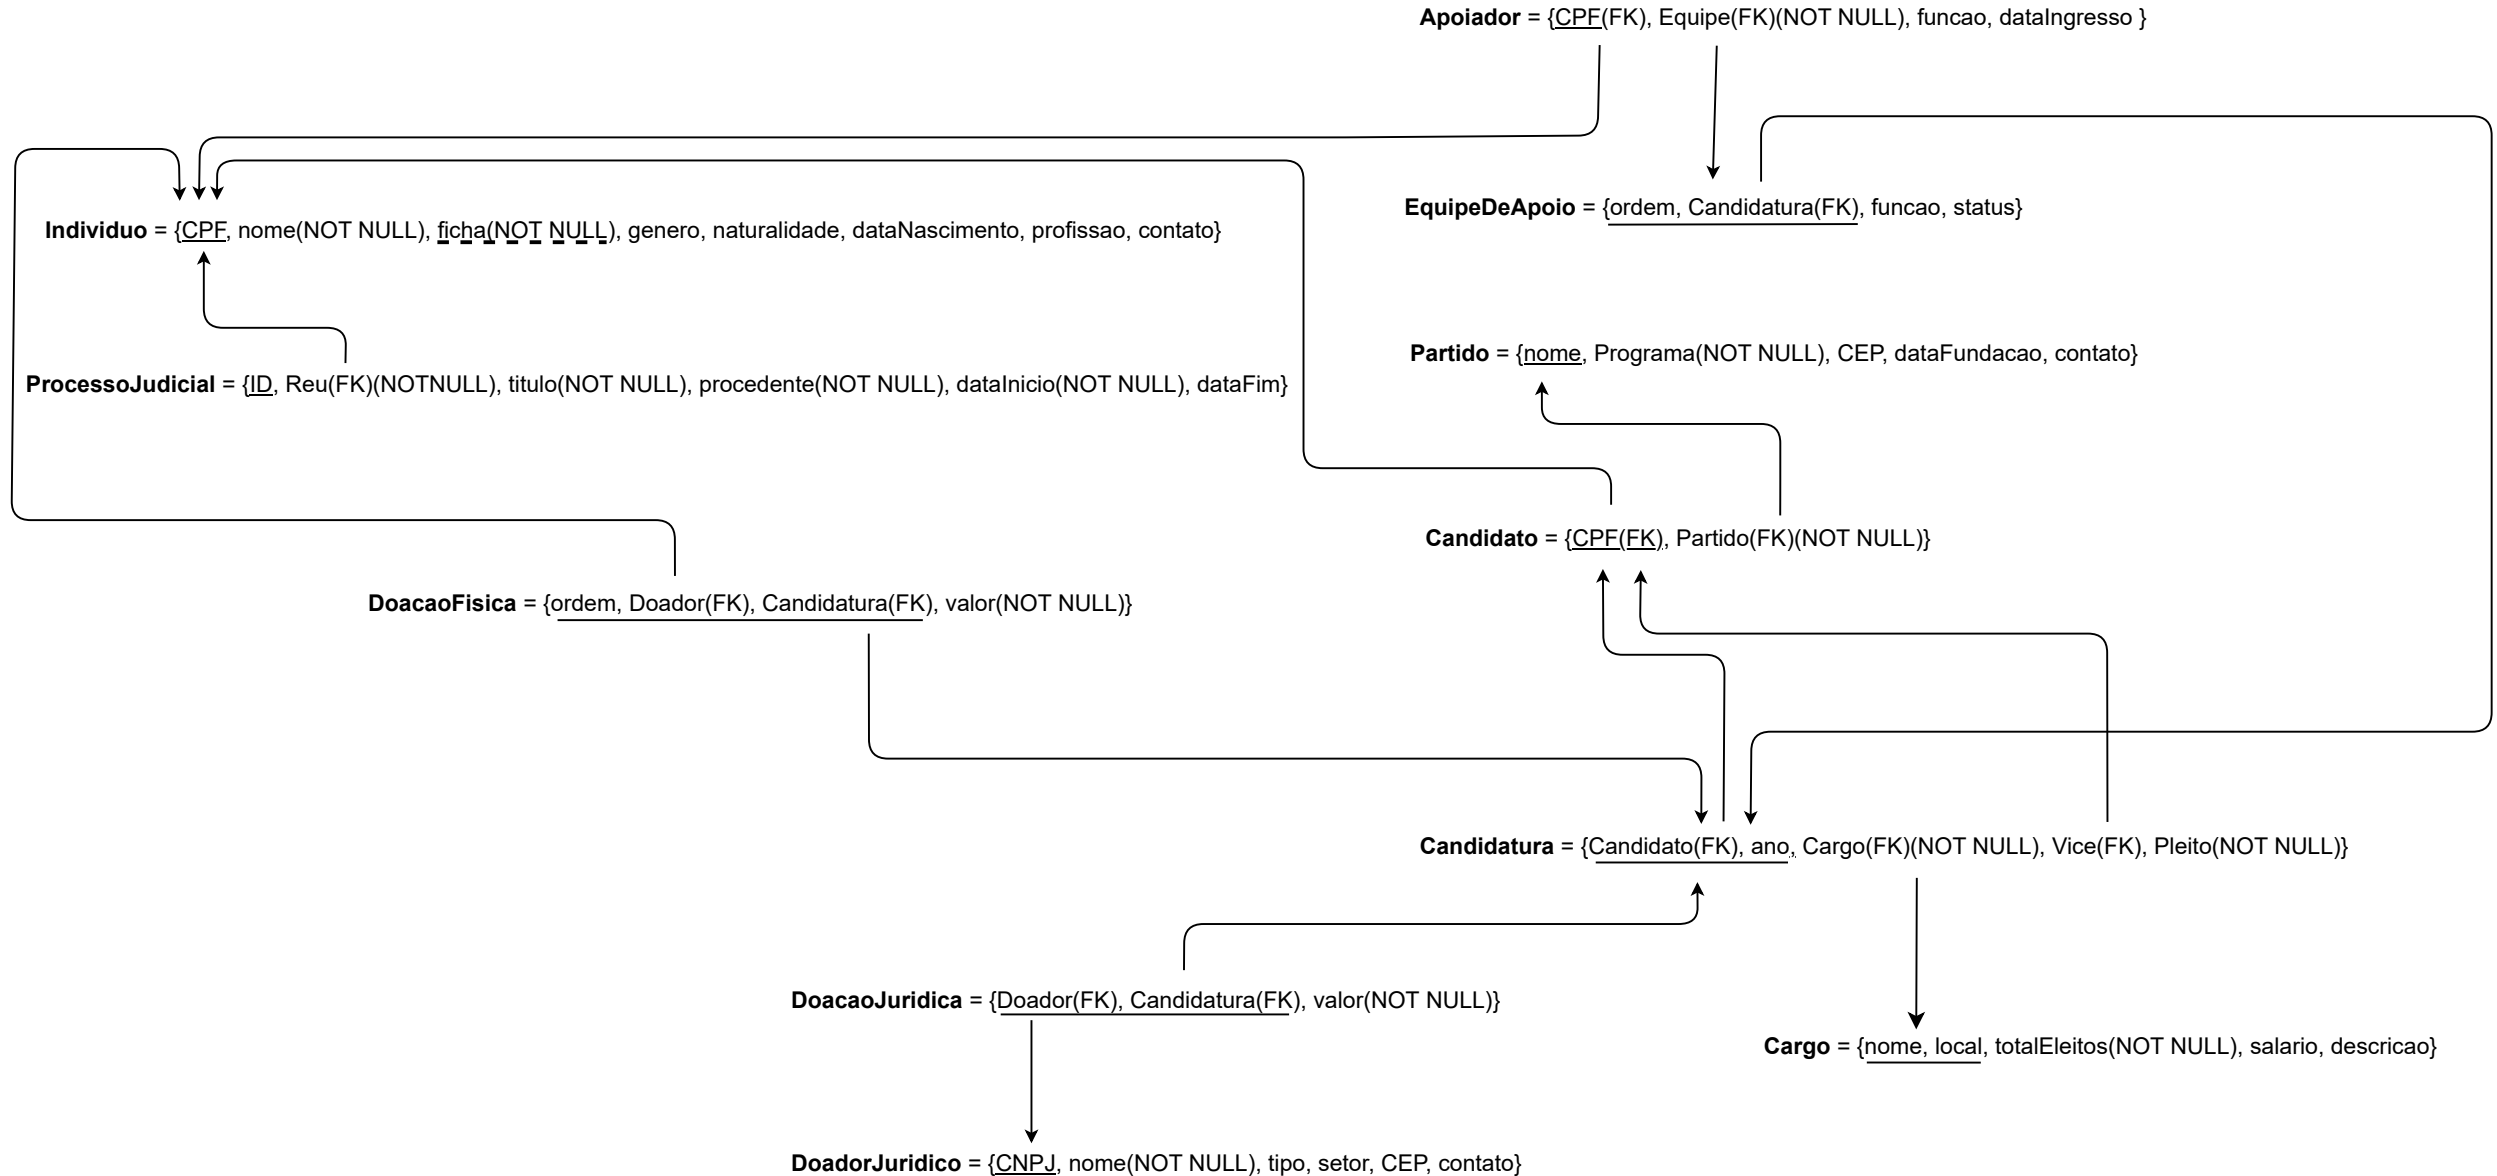 Apoiador = {CPF(FK), Equipe(FK)(NOT NULL), funcao, dataIngresso }
EquipeDeApoio = {ordem, Candidatura(FK), funcao, status}
Individuo = {CPF, nome(NOT NULL), ficha(NOT NULL), genero, naturalidade, dataNascimento, profissao, contato}
Partido = {nome, Programa(NOT NULL), CEP, dataFundacao, contato}
ProcessoJudicial = {ID, Reu(FK)(NOTNULL), titulo(NOT NULL), procedente(NOT NULL), dataInicio(NOT NULL), dataFim}
Candidato = {CPF(FK), Partido(FK)(NOT NULL)}
DoacaoFisica = {ordem, Doador(FK), Candidatura(FK), valor(NOT NULL)}
Candidatura = {Candidato(FK), ano, Cargo(FK)(NOT NULL), Vice(FK), Pleito(NOT NULL)}
DoacaoJuridica = {Doador(FK), Candidatura(FK), valor(NOT NULL)}
Cargo = {nome, local, totalEleitos(NOT NULL), salario, descricao}
DoadorJuridico = {CNPJ, nome(NOT NULL), tipo, setor, CEP, contato}